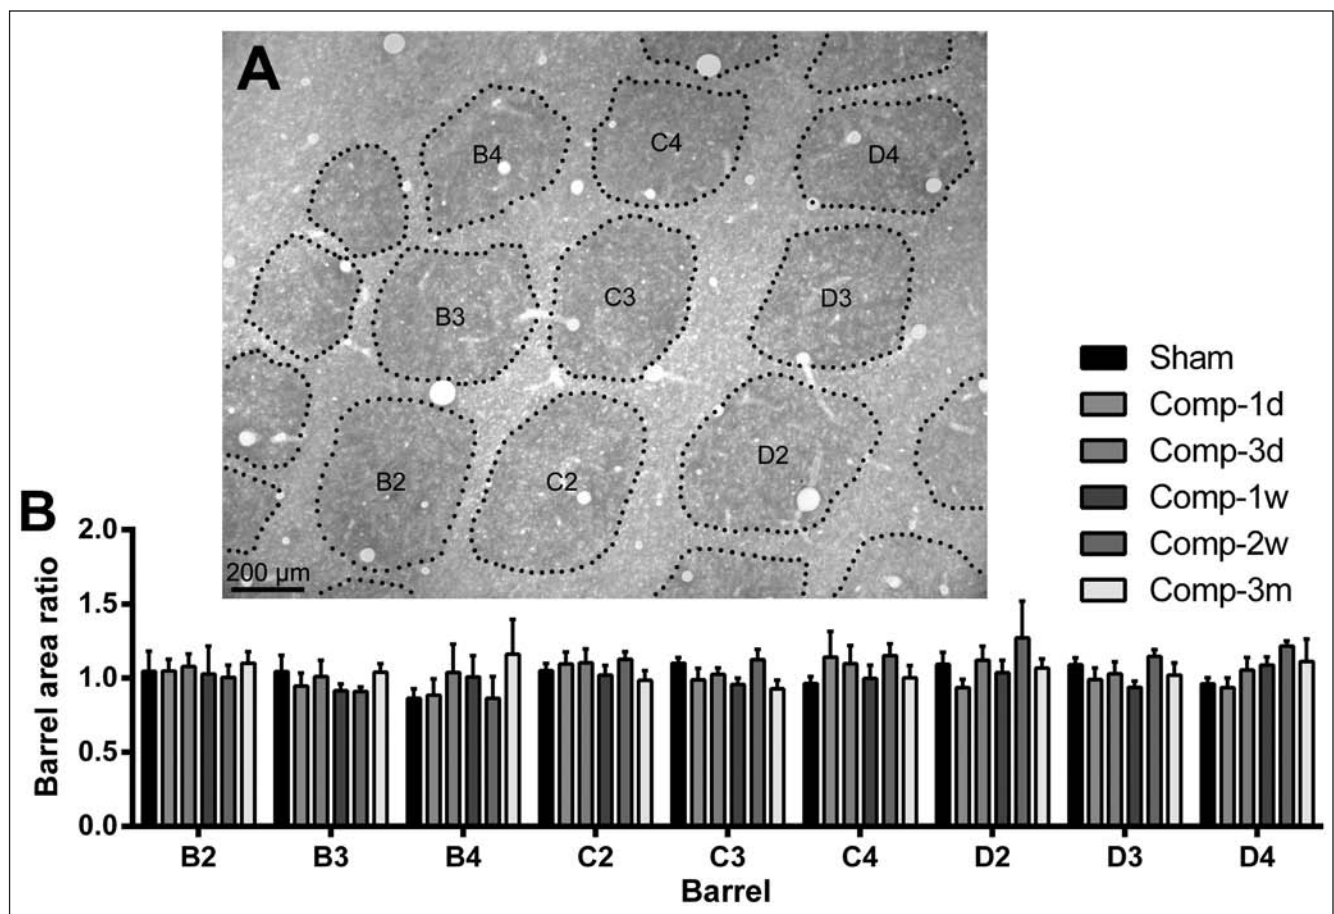 A
B4
C4
D4
B3
C3
D3
B2
C2
D2
200 µm
Sham
Comp-1d
Comp-3d
Comp-1w
Comp-2w
Comp-3m
B
Barrel area ratio
2.0
1.5
1.0
0.5
0.0
B2 B3 B4 C2 C3 C4 D2 D3 D4
Barrel